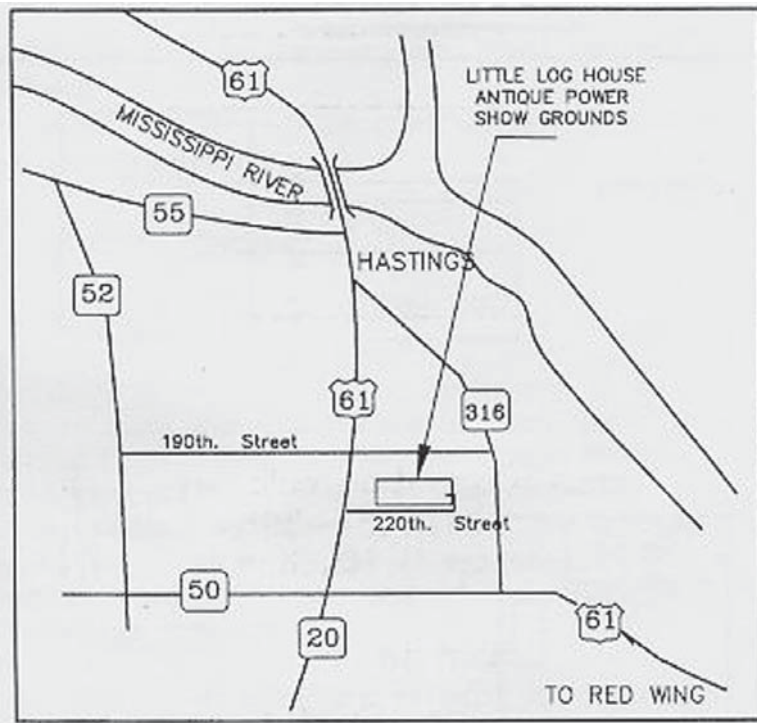 61
LITTLE LOG HOUSE
ANTIQUE POWER
SHOW GROUNDS
MISSISSIPPI RIVER
55
HASTINGS
52
61
316
190th. Street
220th. Street
50
61
20
TO RED WING